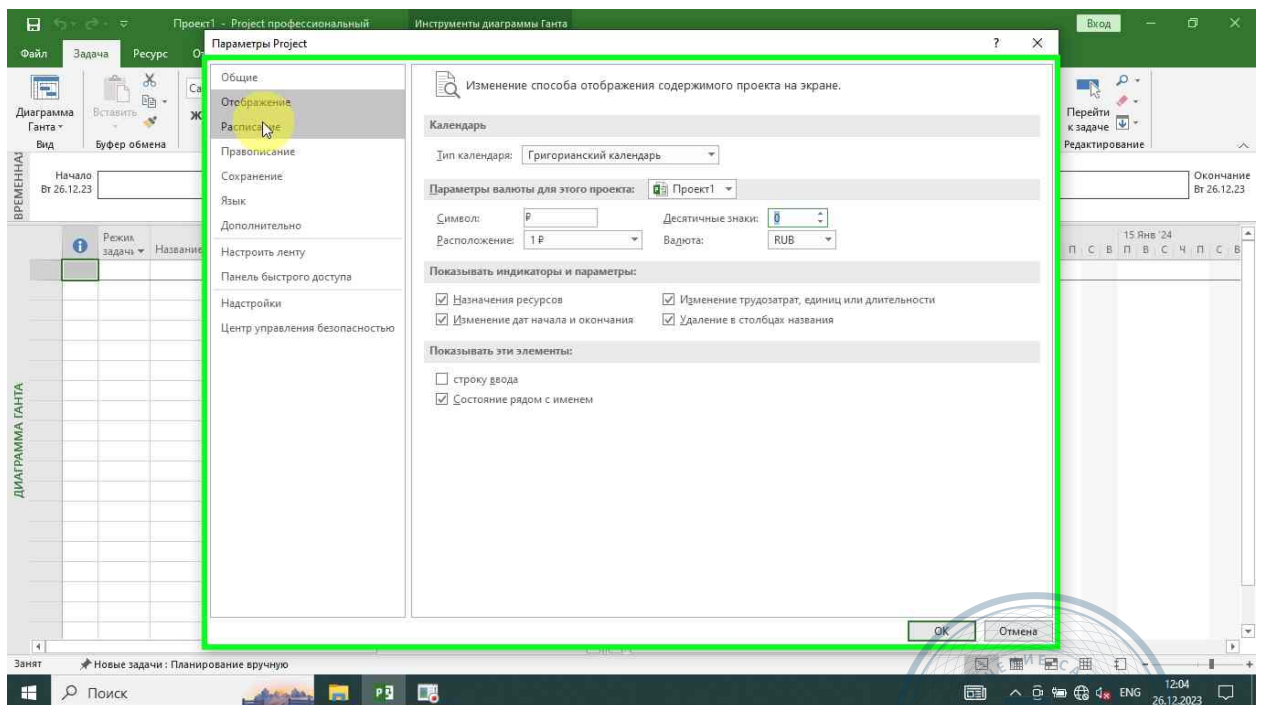 Проект1 - Project профессиональный
Инструменты диаграммы Ганта
Вход
Файл
Задача
Ресурс
Параметры Project
?
Диаграмма
Ганта
Вставить
Ж
Вид
Буфер обмена
Перейти
к задаче
Редактирование
Общие
Отображение
Расписание
Правописание
Сохранение
Язык
Дополнительно
Настроить ленту
Панель быстрого доступа
Надстройки
Центр управления безопасностью
Изменение способа отображения содержимого проекта на экране.
Календарь
Тип календаря: Григорианский календарь
Параметры валюты для этого проекта: Проект1
Символ: ₽
Десятичные знаки: 0
Расположение: 1 ₽
Валюта: RUB
Показывать индикаторы и параметры:
Назначения ресурсов
Изменение трудозатрат, единиц или длительности
Изменение дат начала и окончания
Удаление в столбцах названия
Показывать эти элементы:
строку ввода
Состояние рядом с именем
ОК
Отмена
Начало
Вт 26.12.23
Окончание
Вт 26.12.23
Режим
задачи
Название
15 Янв '24
П С В П В С Ч П С В
ДИАГРАММА ГАНТА
Занят
Новые задачи : Планирование вручную
Поиск
ENG
12:04
26.12.2023